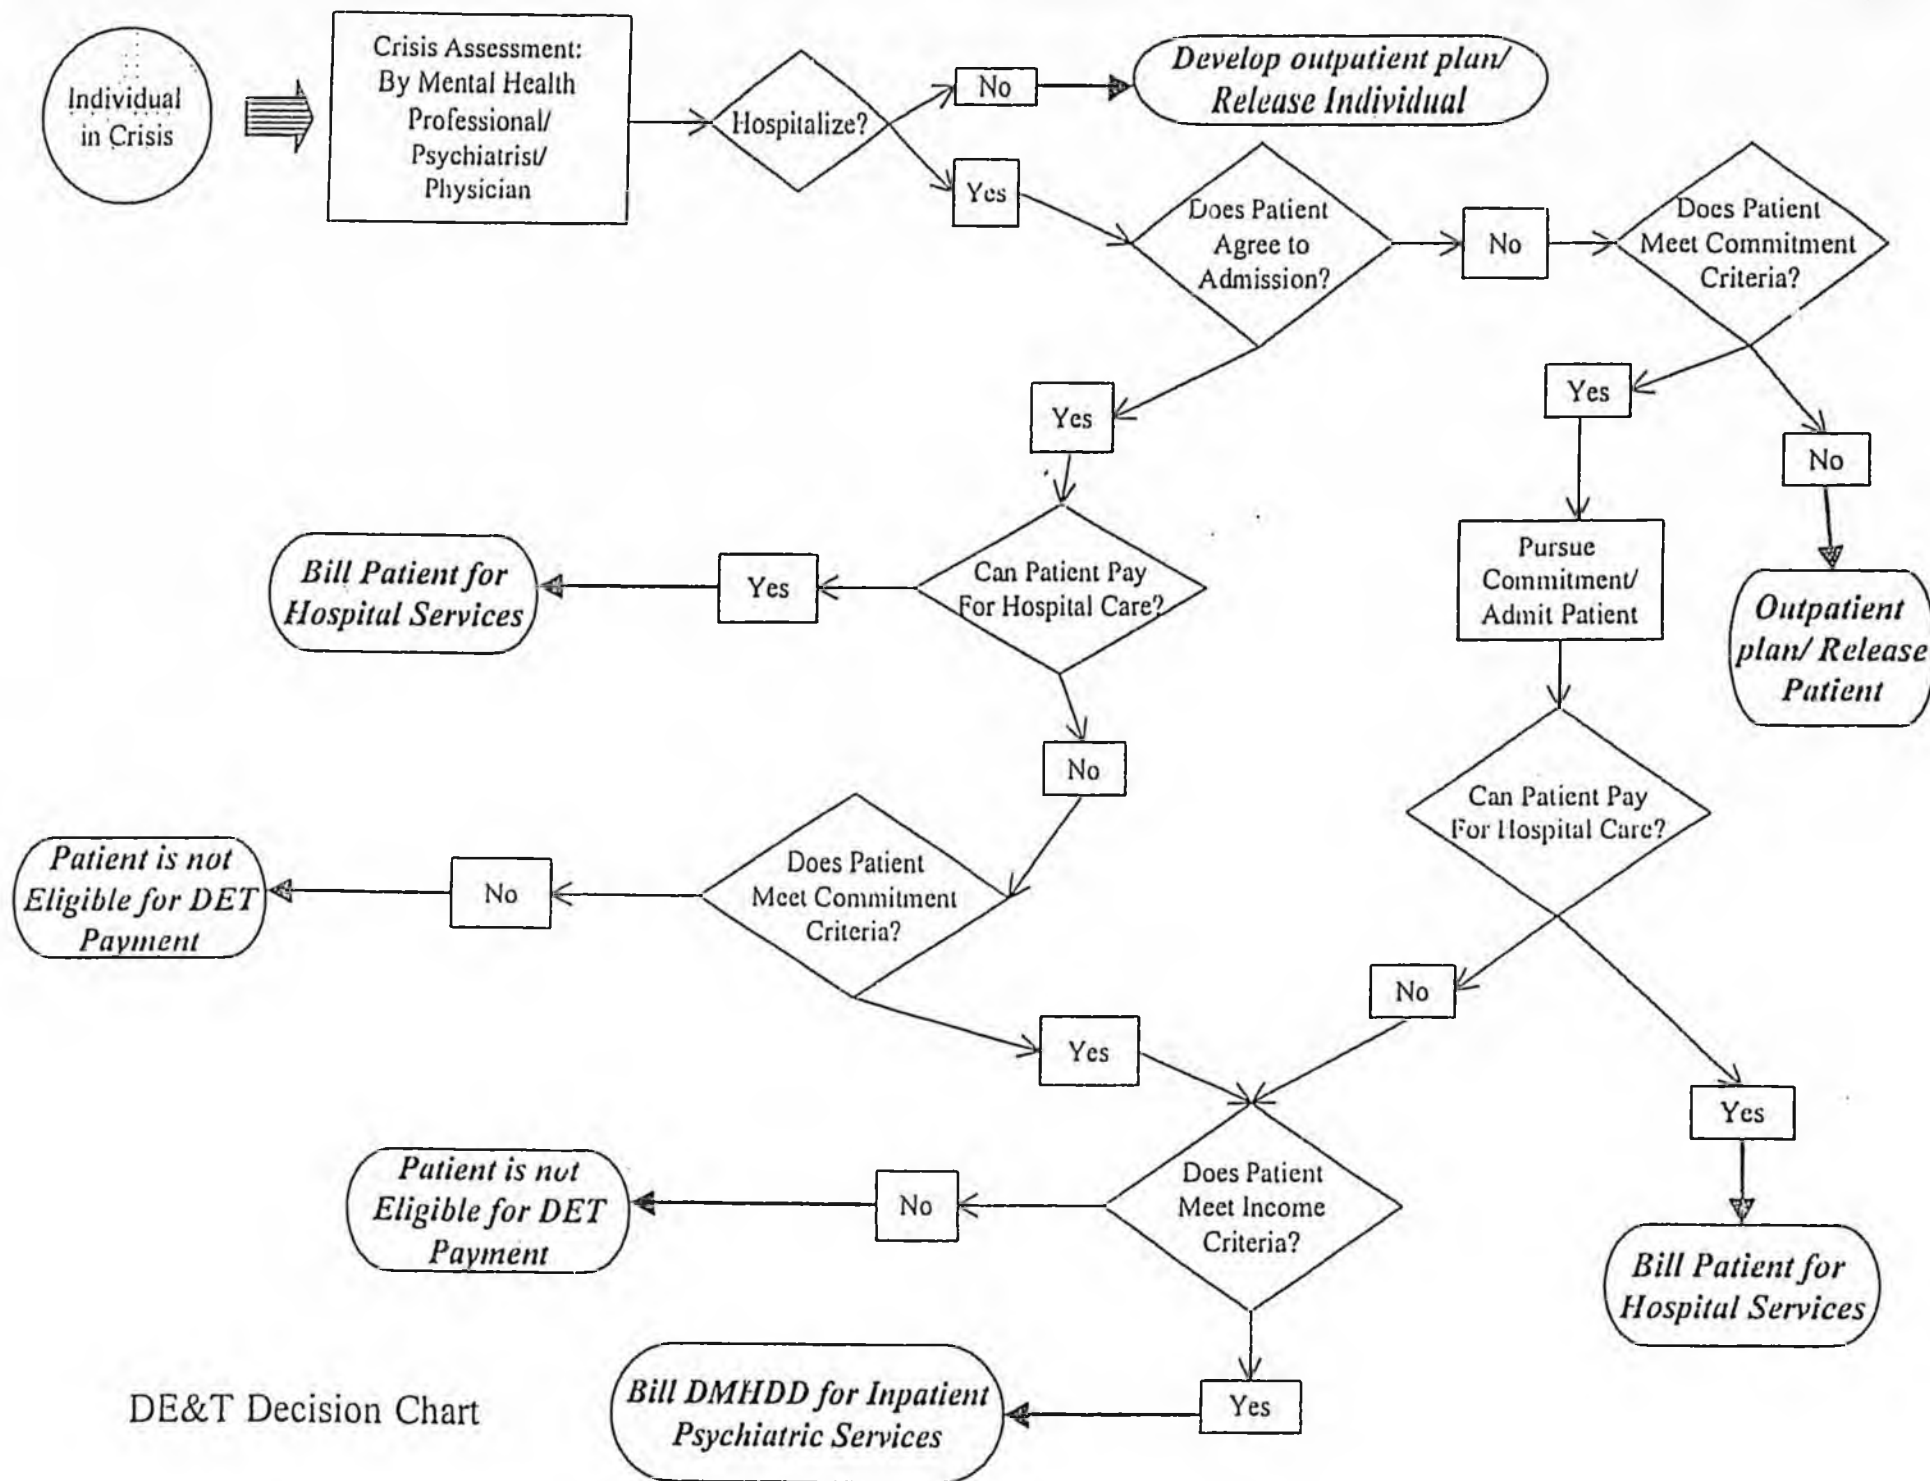 Individual
in Crisis
Crisis Assessment:
By Mental Health
Professional/
Psychiatrist/
Physician
Hospitalize?
No
Develop outpatient plan/
Release Individual
Yes
Does Patient
Agree to
Admission?
No
Does Patient
Meet Commitment
Criteria?
Yes
Yes
No
Bill Patient for
Hospital Services
Yes
Can Patient Pay
For Hospital Care?
Pursue
Commitment/
Admit Patient
Outpatient
plan/ Release
Patient
No
Can Patient Pay
For Hospital Care?
Patient is not
Eligible for DET
Payment
No
Does Patient
Meet Commitment
Criteria?
No
Yes
Yes
Patient is not
Eligible for DET
Payment
No
Does Patient
Meet Income
Criteria?
Bill Patient for
Hospital Services
DE&T Decision Chart
Bill DMHDD for Inpatient
Psychiatric Services
Yes